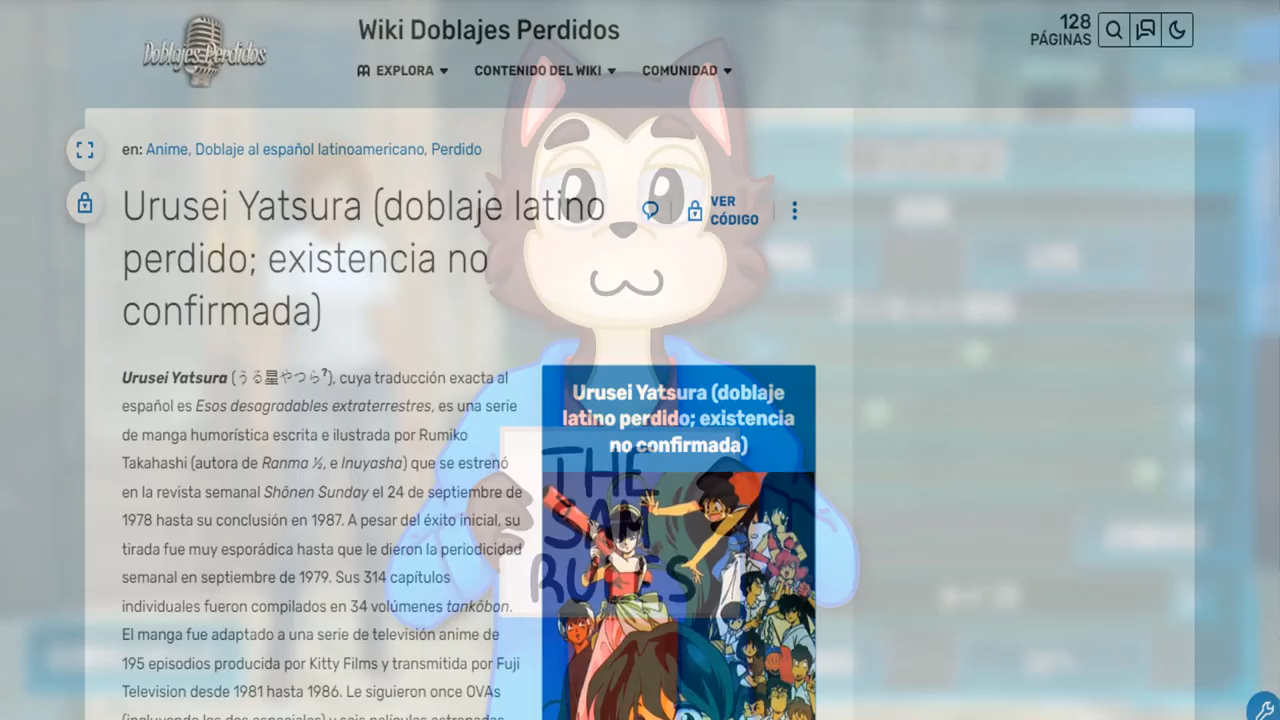 Doblajes Perdidos
Wiki Doblajes Perdidos
128
PÁGINAS
EXPLORA
CONTENIDO DEL WIKI
COMUNIDAD
en: Anime, Doblaje al español latinoamericano, Perdido
Urusei Yatsura (doblaje latino
perdido; existencia no
confirmada)
VER
CÓDIGO
Urusei Yatsura (うる星やつら?), cuya traducción exacta al
español es Esos desagradables extraterrestres, es una serie
de manga humorística escrita e ilustrada por Rumiko
Takahashi (autora de Ranma ½, e Inuyasha) que se estrenó
en la revista semanal Shōnen Sunday el 24 de septiembre de
1978 hasta su conclusión en 1987. A pesar del éxito inicial, su
tirada fue muy esporádica hasta que le dieron la periodicidad
semanal en septiembre de 1979. Sus 314 capítulos
individuales fueron compilados en 34 volúmenes tankōbon.
El manga fue adaptado a una serie de televisión anime de
195 episodios producida por Kitty Films y transmitida por Fuji
Television desde 1981 hasta 1986. Le siguieron once OVAs
(incluyendo los dos especiales) y seis películas estrenadas
Urusei Yatsura (doblaje
latino perdido; existencia
no confirmada)
THE
SAM
RULES